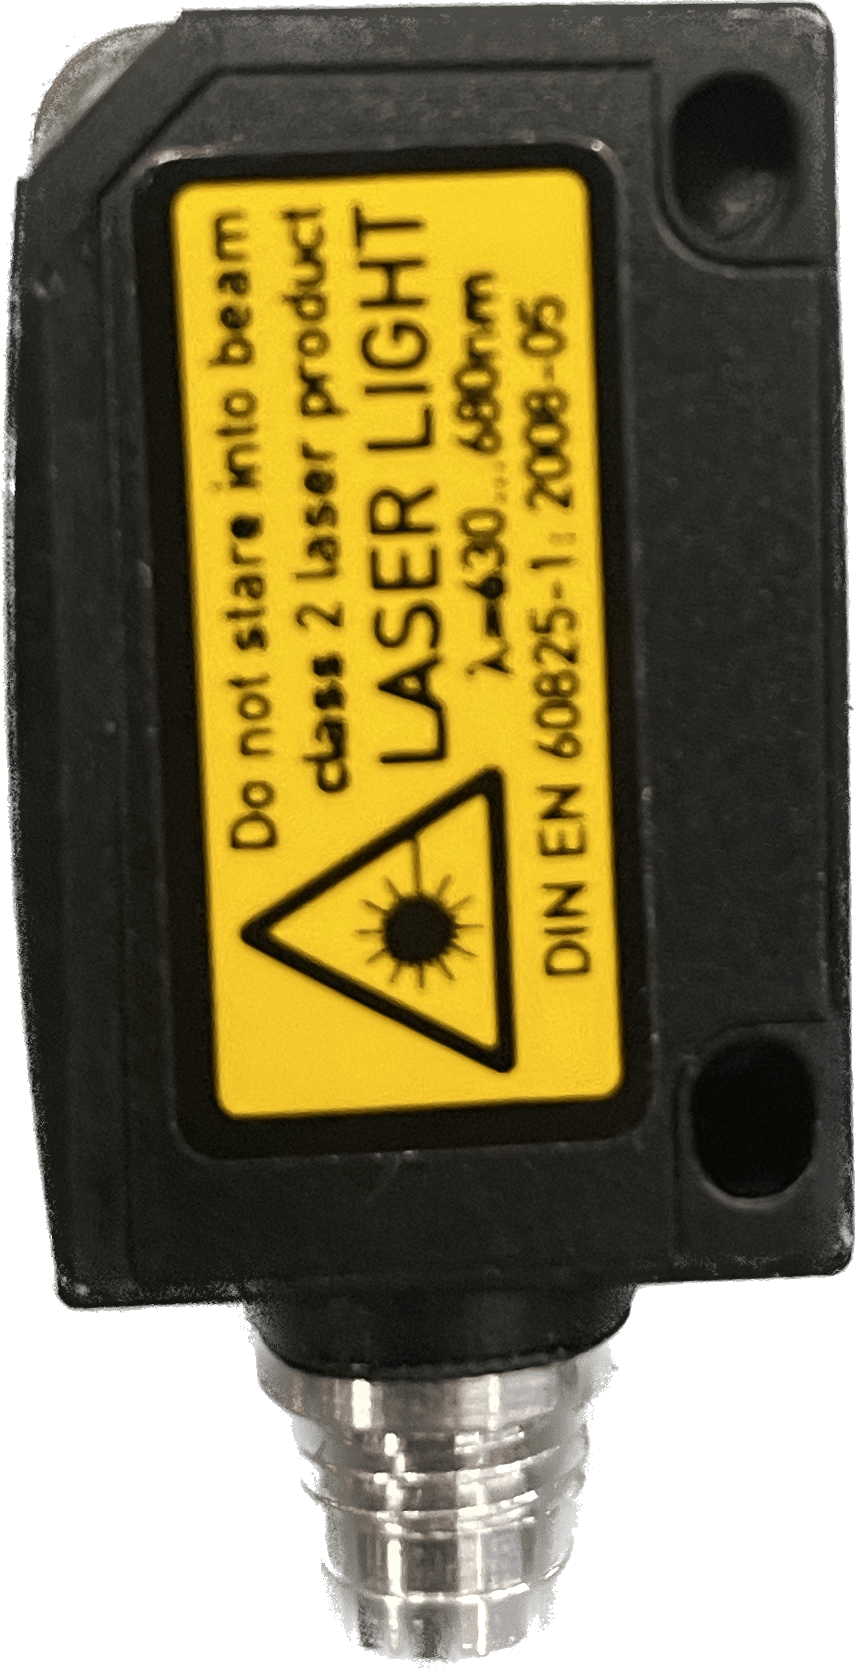 Do not stare into beam
class 2 laser product
LASER LIGHT
λ=630...680nm
DIN EN 60825-1: 2008-05